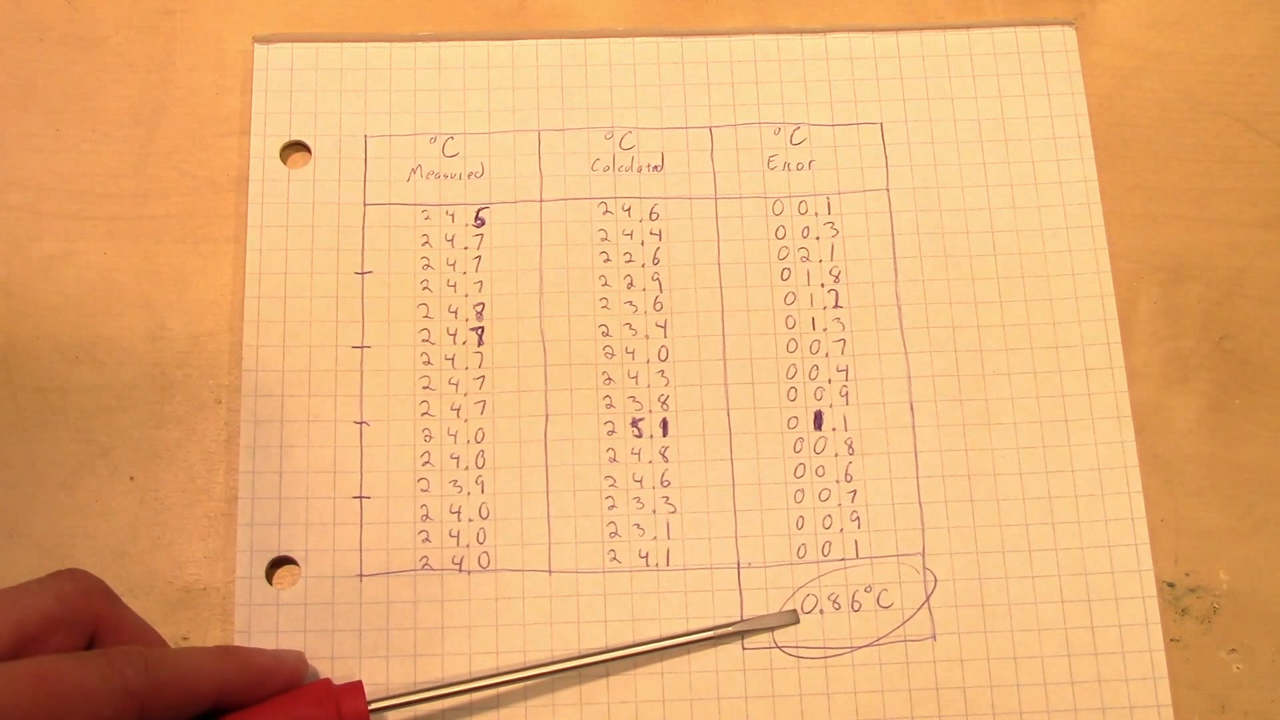 °C °C °C
Measured Calculated Error
24.5 24.6 00.1
24.7 24.4 00.3
24.7 22.6 02.1
24.7 22.9 01.8
24.8 23.6 01.2
24.7 23.4 01.3
24.7 24.0 00.7
24.7 24.3 00.4
24.7 23.8 00.9
24.0 25.1 01.1
24.0 24.8 00.8
23.9 24.6 00.6
24.0 23.3 00.7
24.0 23.1 00.9
24.0 24.1 00.1
0.86°C